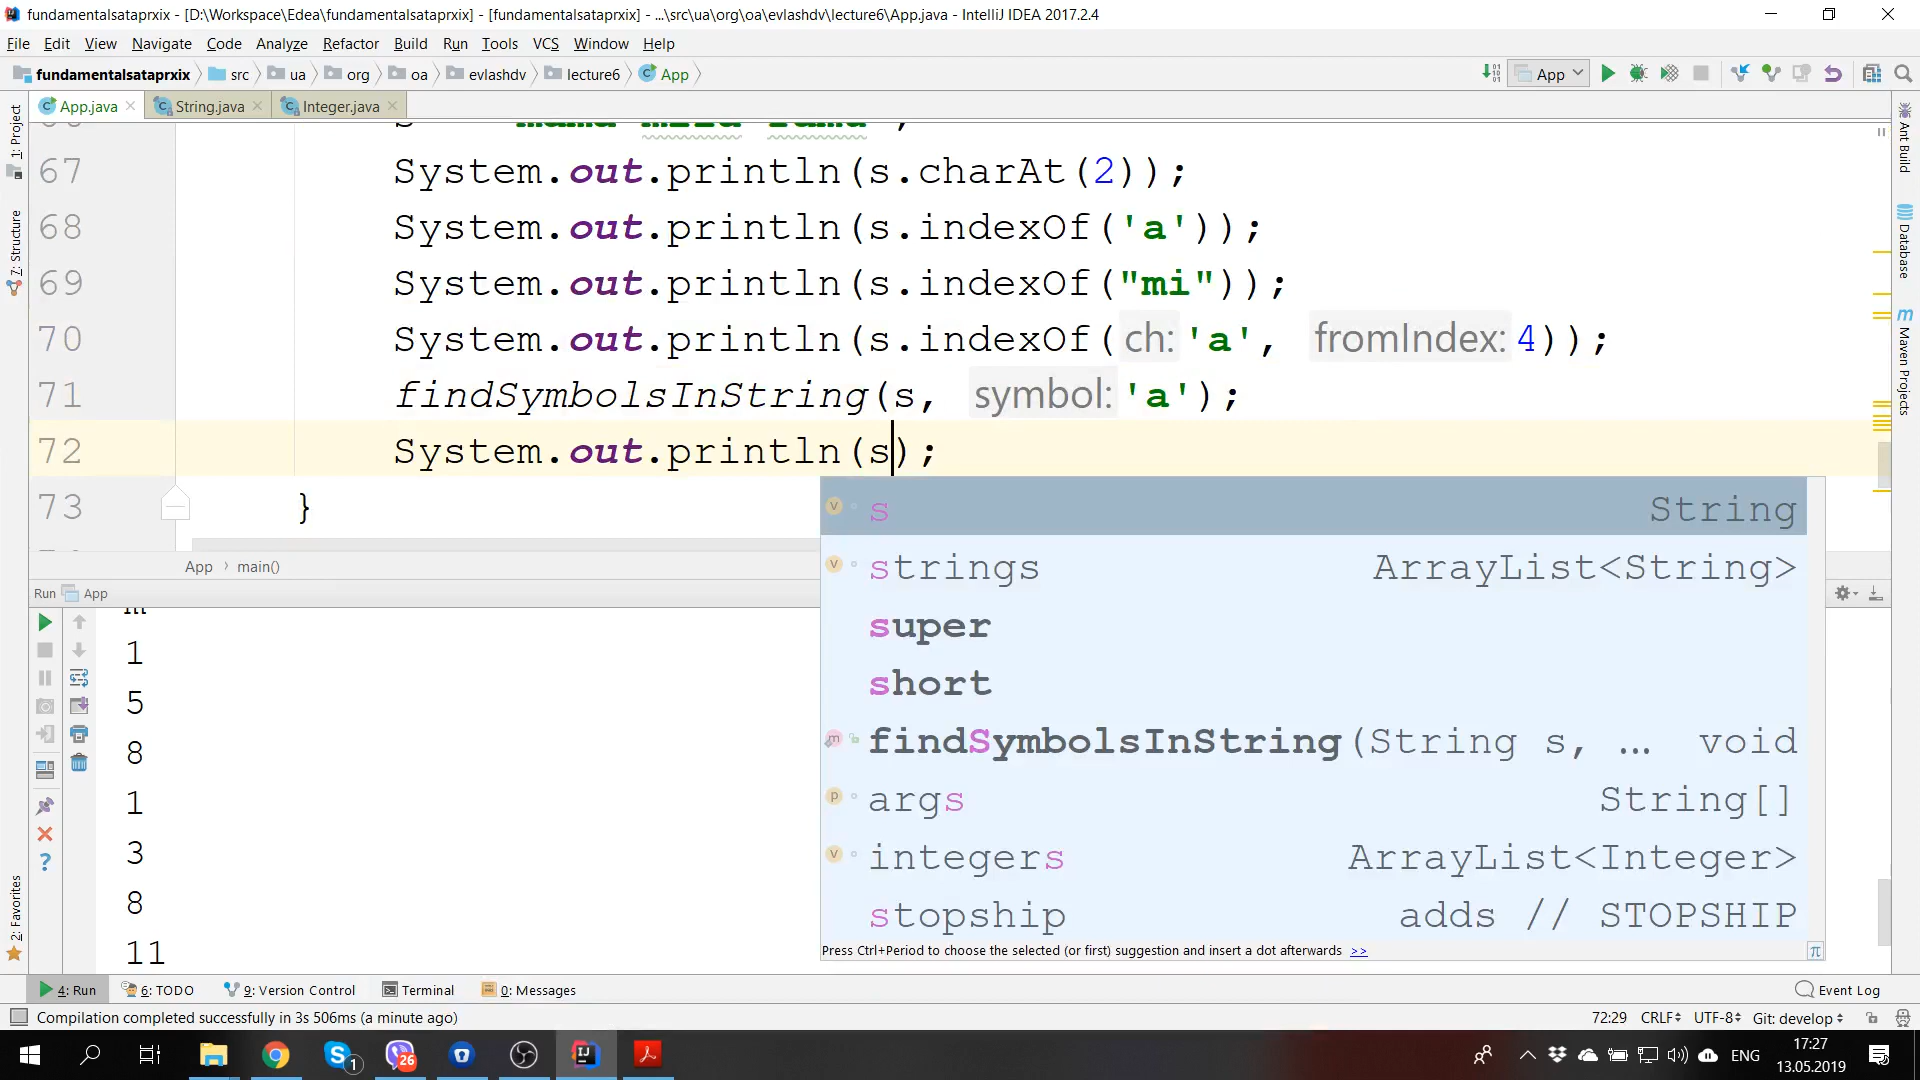 fundamentalsataprxix - [D:\Workspace\Edea\fundamentalsataprxix] - [fundamentalsataprxix] - ...\src\ua\org\oa\evlashdv\lecture6\App.java - IntelliJ IDEA 2017.2.4
File Edit View Navigate Code Analyze Refactor Build Run Tools VCS Window Help
fundamentalsataprxix src ua org oa evlashdv lecture6 App
App
App.java String.java Integer.java
67 System.out.println(s.charAt(2));
68 System.out.println(s.indexOf('a'));
69 System.out.println(s.indexOf("mi"));
70 System.out.println(s.indexOf( ch: 'a', fromIndex: 4));
71 findSymbolsInString(s, symbol: 'a');
72 System.out.println(s);
73 }
s String
strings ArrayList<String>
super
short
findSymbolsInString(String s, … void
args String[]
integers ArrayList<Integer>
stopship adds // STOPSHIP
Press Ctrl+Period to choose the selected (or first) suggestion and insert a dot afterwards >>
π
App main()
Run App
1
5
8
1
3
8
11
1: Project
7: Structure
2: Favorites
Ant Build
Database
Maven Projects
4: Run 6: TODO 9: Version Control Terminal 0: Messages Event Log
Compilation completed successfully in 3s 506ms (a minute ago) 72:29 CRLF UTF-8 Git: develop
1 26 ENG 17:27
13.05.2019